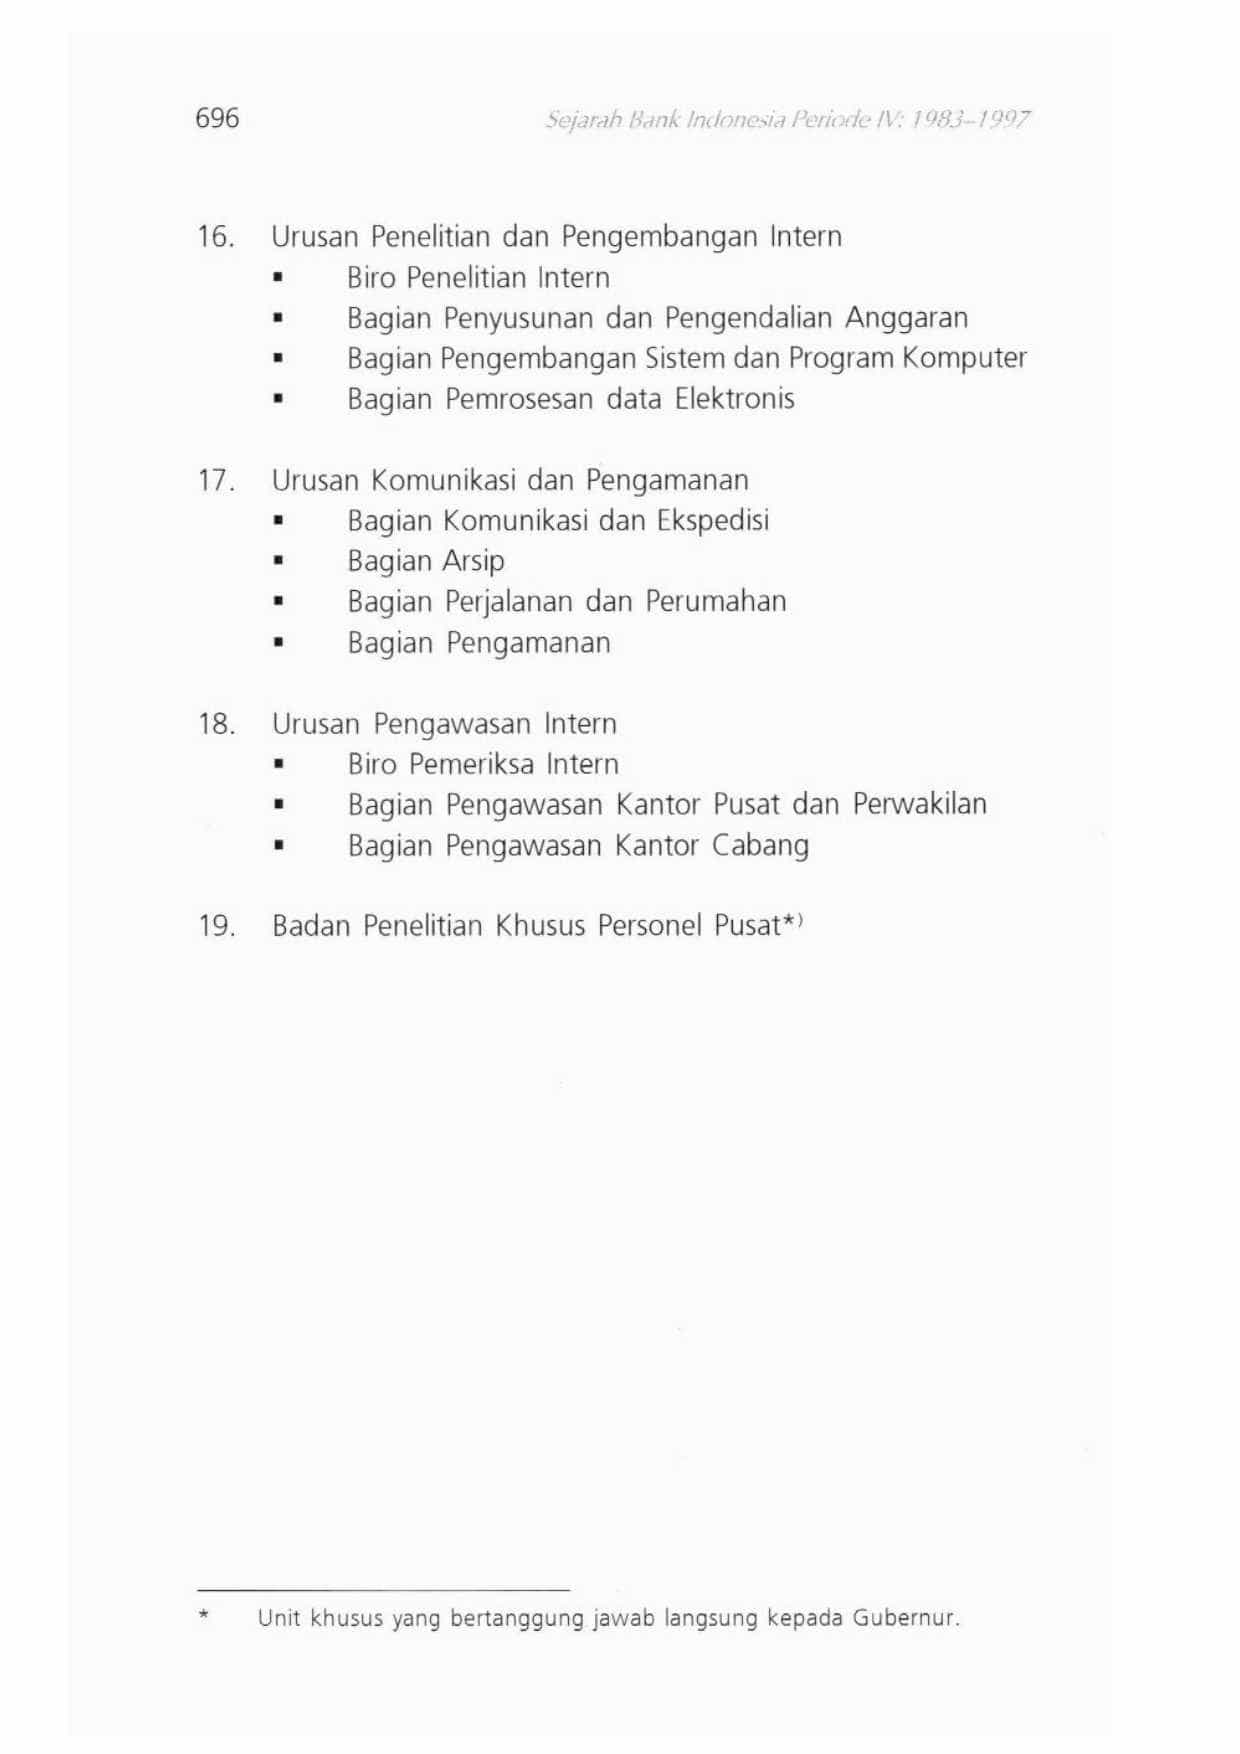 696
Sejarah Bank Indonesia Periode IV: 1983–1997
16. Urusan Penelitian dan Pengembangan Intern
▪ Biro Penelitian Intern
▪ Bagian Penyusunan dan Pengendalian Anggaran
▪ Bagian Pengembangan Sistem dan Program Komputer
▪ Bagian Pemrosesan data Elektronis
17. Urusan Komunikasi dan Pengamanan
▪ Bagian Komunikasi dan Ekspedisi
▪ Bagian Arsip
▪ Bagian Perjalanan dan Perumahan
▪ Bagian Pengamanan
18. Urusan Pengawasan Intern
▪ Biro Pemeriksa Intern
▪ Bagian Pengawasan Kantor Pusat dan Perwakilan
▪ Bagian Pengawasan Kantor Cabang
19. Badan Penelitian Khusus Personel Pusat*)
* Unit khusus yang bertanggung jawab langsung kepada Gubernur.